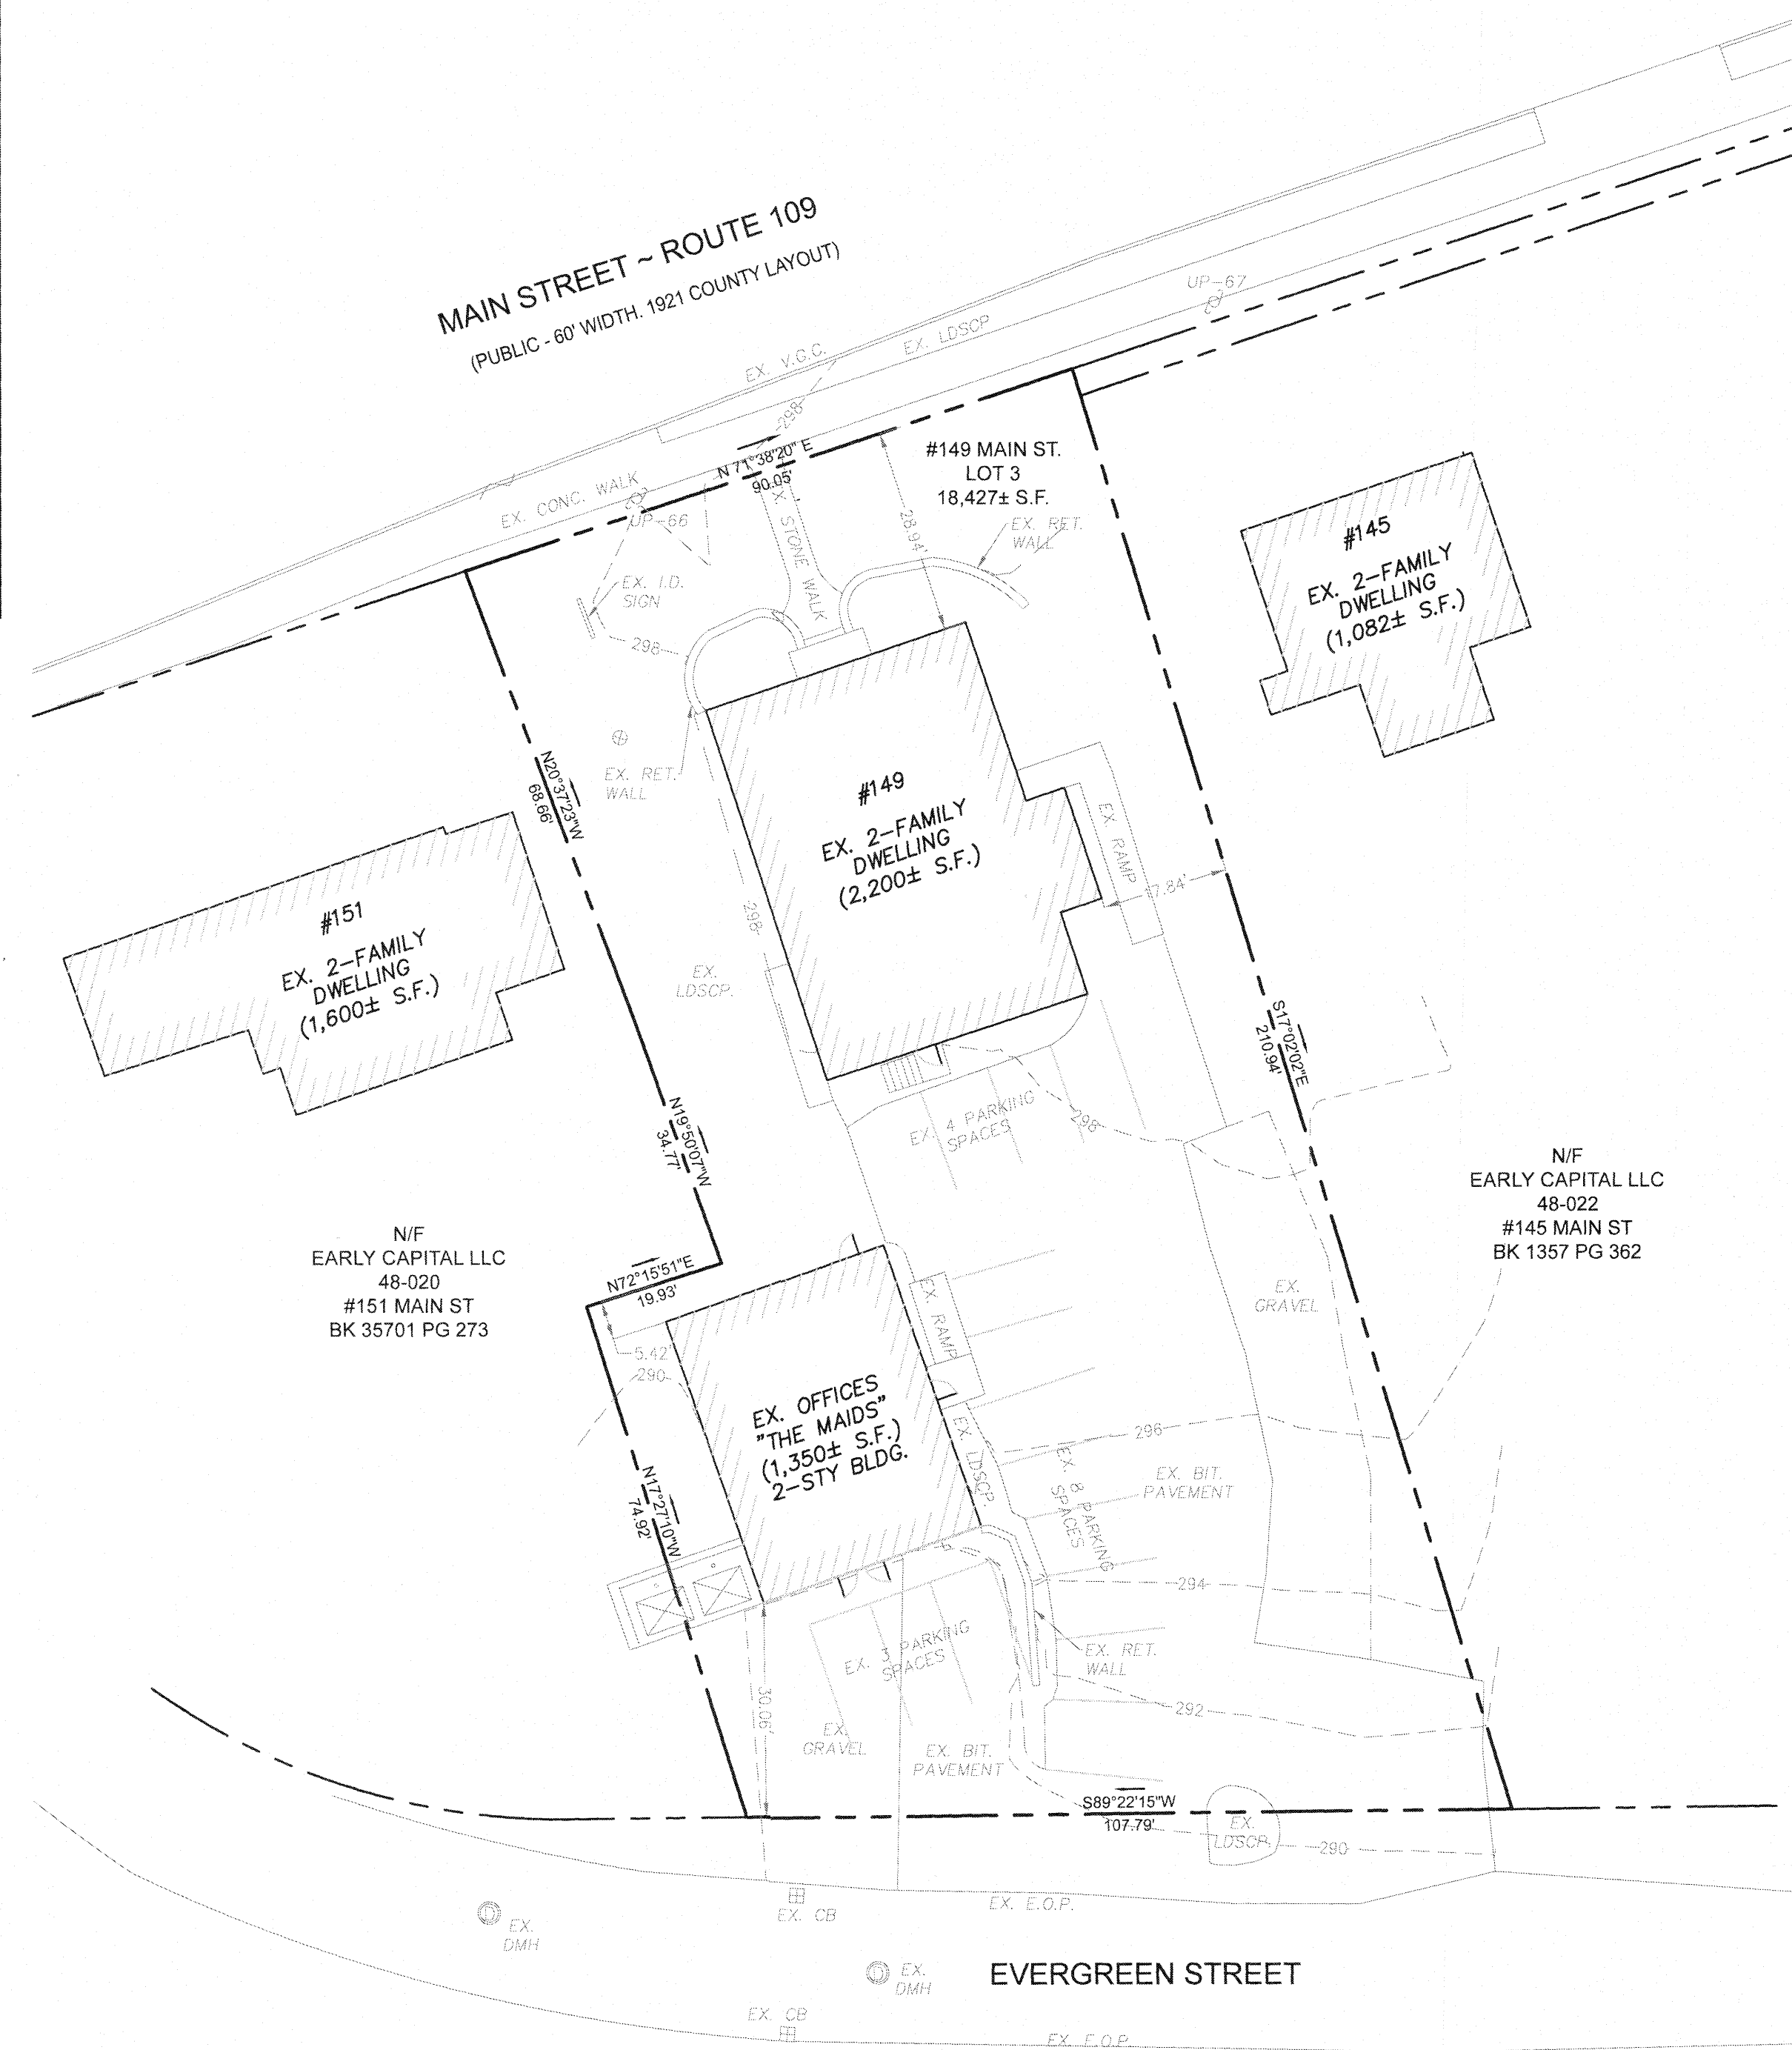 MAIN STREET ~ ROUTE 109
(PUBLIC - 60' WIDTH. 1921 COUNTY LAYOUT)
UP-67
EX. LDSCP
EX. V.G.C.
298
N 71°38'20" E
90.05'
EX. CONC. WALK
UP-66
#149 MAIN ST.
LOT 3
18,427± S.F.
EX. STONE WALK
28.94'
EX. RET.
WALL
EX. I.D.
SIGN
298
#145
EX. 2-FAMILY
DWELLING
(1,082± S.F.)
EX. RET.
WALL
N20°37'23"W
68.66'
#149
EX. 2-FAMILY
DWELLING
(2,200± S.F.)
EX RAMP
17.84'
298
#151
EX. 2-FAMILY
DWELLING
(1,600± S.F.)
EX.
LDSCP.
S17°02'02"E
210.94'
N19°50'07"W
34.77'
EX. 4 PARKING
SPACES
298
N/F
EARLY CAPITAL LLC
48-022
#145 MAIN ST
BK 1357 PG 362
N/F
EARLY CAPITAL LLC
48-020
#151 MAIN ST
BK 35701 PG 273
N72°15'51"E
19.93'
5.42'
290
EX. RAMP
EX.
GRAVEL
EX. OFFICES
"THE MAIDS"
(1,350± S.F.)
2-STY BLDG.
EX. LDSCP.
296
EX. 8 PARKING
SPACES
EX. BIT.
PAVEMENT
N17°27'10"W
74.92'
294
EX. 3 PARKING
SPACES
EX. RET.
WALL
30.06'
292
EX.
GRAVEL
EX. BIT.
PAVEMENT
S89°22'15"W
107.79'
EX.
LDSCP.
290
EX. E.O.P.
EX. CB
EX.
DMH
EX.
DMH
EVERGREEN STREET
EX. CB
EX. E.O.P.